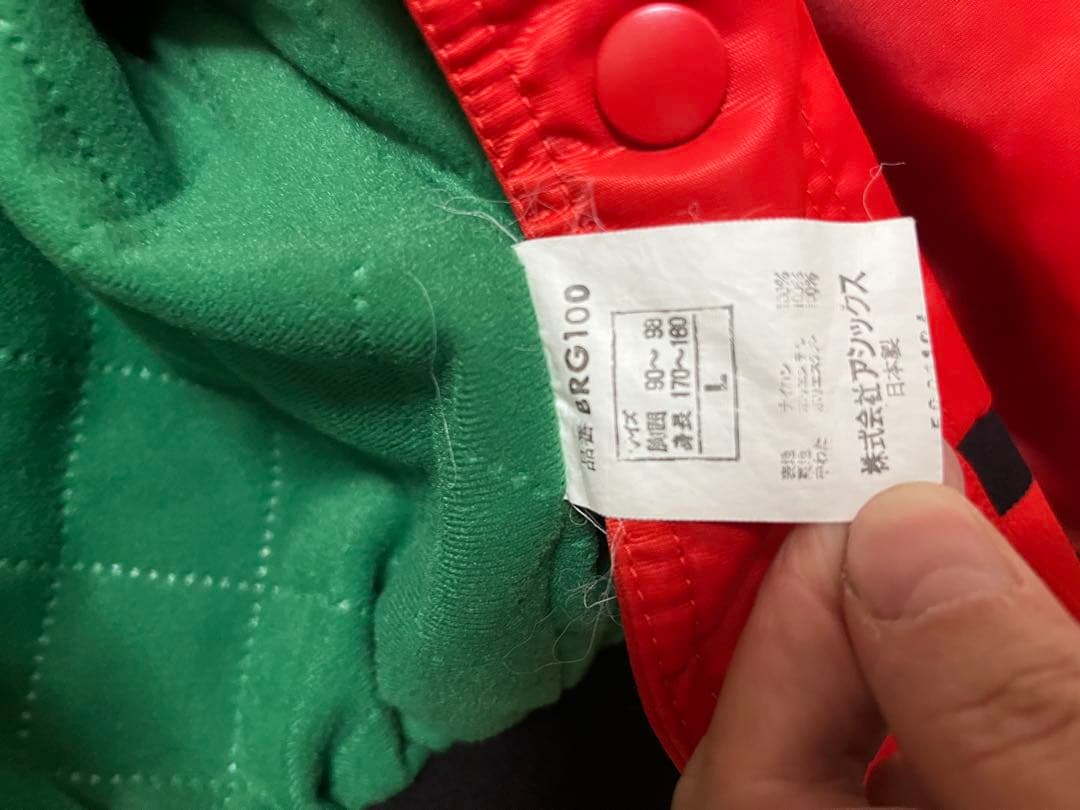 品番 BRG100
サイズ
胸囲 90～98
身長 170～180
L
表地 ナイロン 100%
裏地 ポリエステル 100%
中わた ポリエステル 100%
株式会社アシックス
日本製